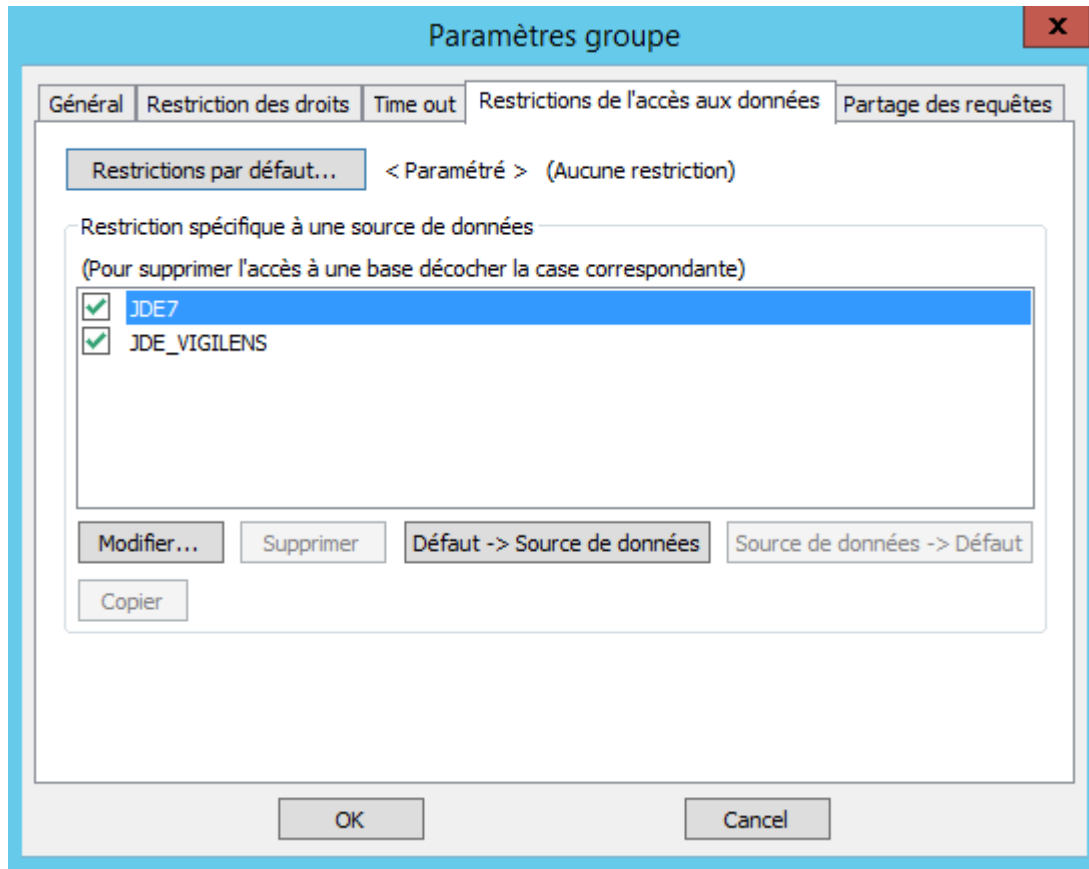 Paramètres groupe
x
Général Restriction des droits Time out Restrictions de l'accès aux données Partage des requêtes
Restrictions par défaut... < Paramétré > (Aucune restriction)
Restriction spécifique à une source de données
(Pour supprimer l'accès à une base décocher la case correspondante)
JDE7
JDE_VIGILENS
Modifier... Supprimer Défaut -> Source de données Source de données -> Défaut
Copier
OK Cancel